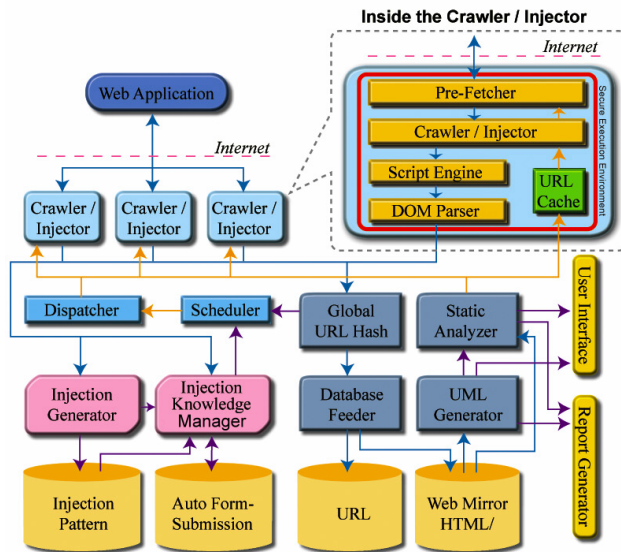 Inside the Crawler / Injector
Internet
Web Application
Pre-Fetcher
Crawler / Injector
Script Engine
DOM Parser
URL
Cache
Secure Execution Environment
Internet
Crawler /
Injector
Crawler /
Injector
Crawler /
Injector
Dispatcher
Scheduler
Global
URL Hash
Static
Analyzer
User Interface
Injection
Generator
Injection
Knowledge
Manager
Database
Feeder
UML
Generator
Report Generator
Injection
Pattern
Auto Form-
Submission
URL
Web Mirror
HTML/